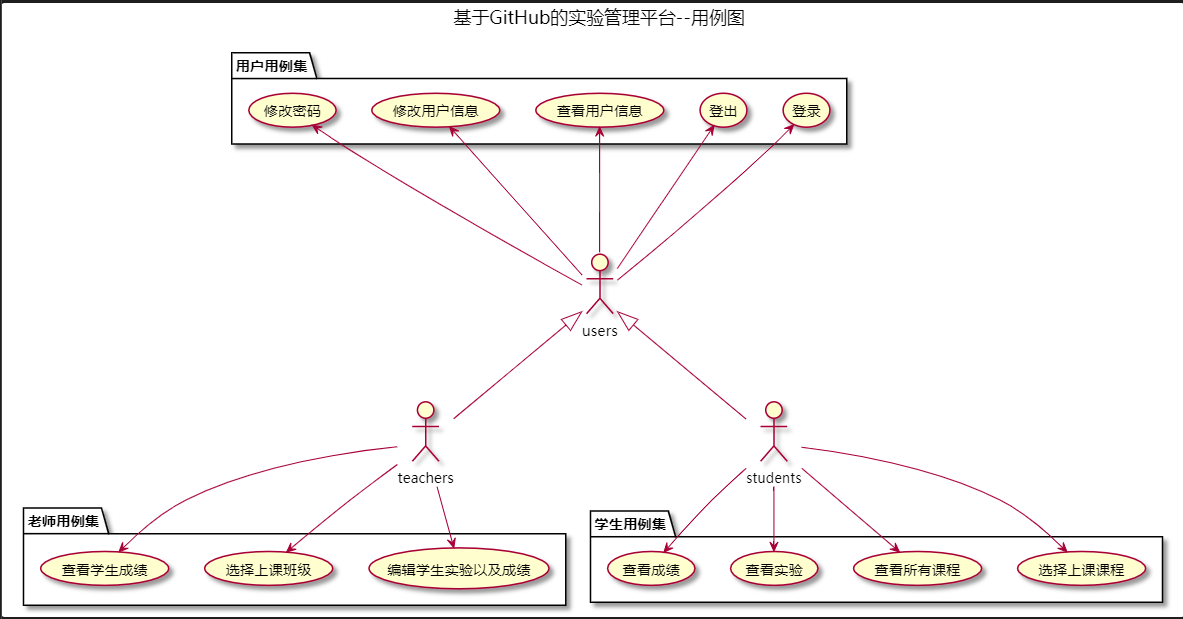 基于GitHub的实验管理平台--用例图
用户用例集
修改密码
修改用户信息
查看用户信息
登出
登录
users
teachers
students
老师用例集
查看学生成绩
选择上课班级
编辑学生实验以及成绩
学生用例集
查看成绩
查看实验
查看所有课程
选择上课课程